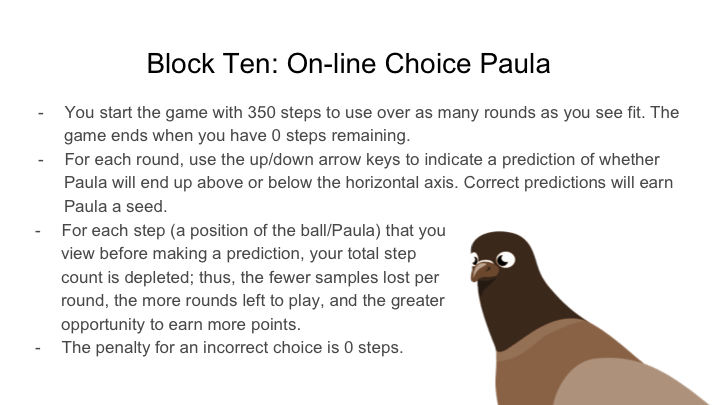 Block Ten: On-line Choice Paula
- You start the game with 350 steps to use over as many rounds as you see fit. The
game ends when you have 0 steps remaining.
- For each round, use the up/down arrow keys to indicate a prediction of whether
Paula will end up above or below the horizontal axis. Correct predictions will earn
Paula a seed.
- For each step (a position of the ball/Paula) that you
view before making a prediction, your total step
count is depleted; thus, the fewer samples lost per
round, the more rounds left to play, and the greater
opportunity to earn more points.
- The penalty for an incorrect choice is 0 steps.